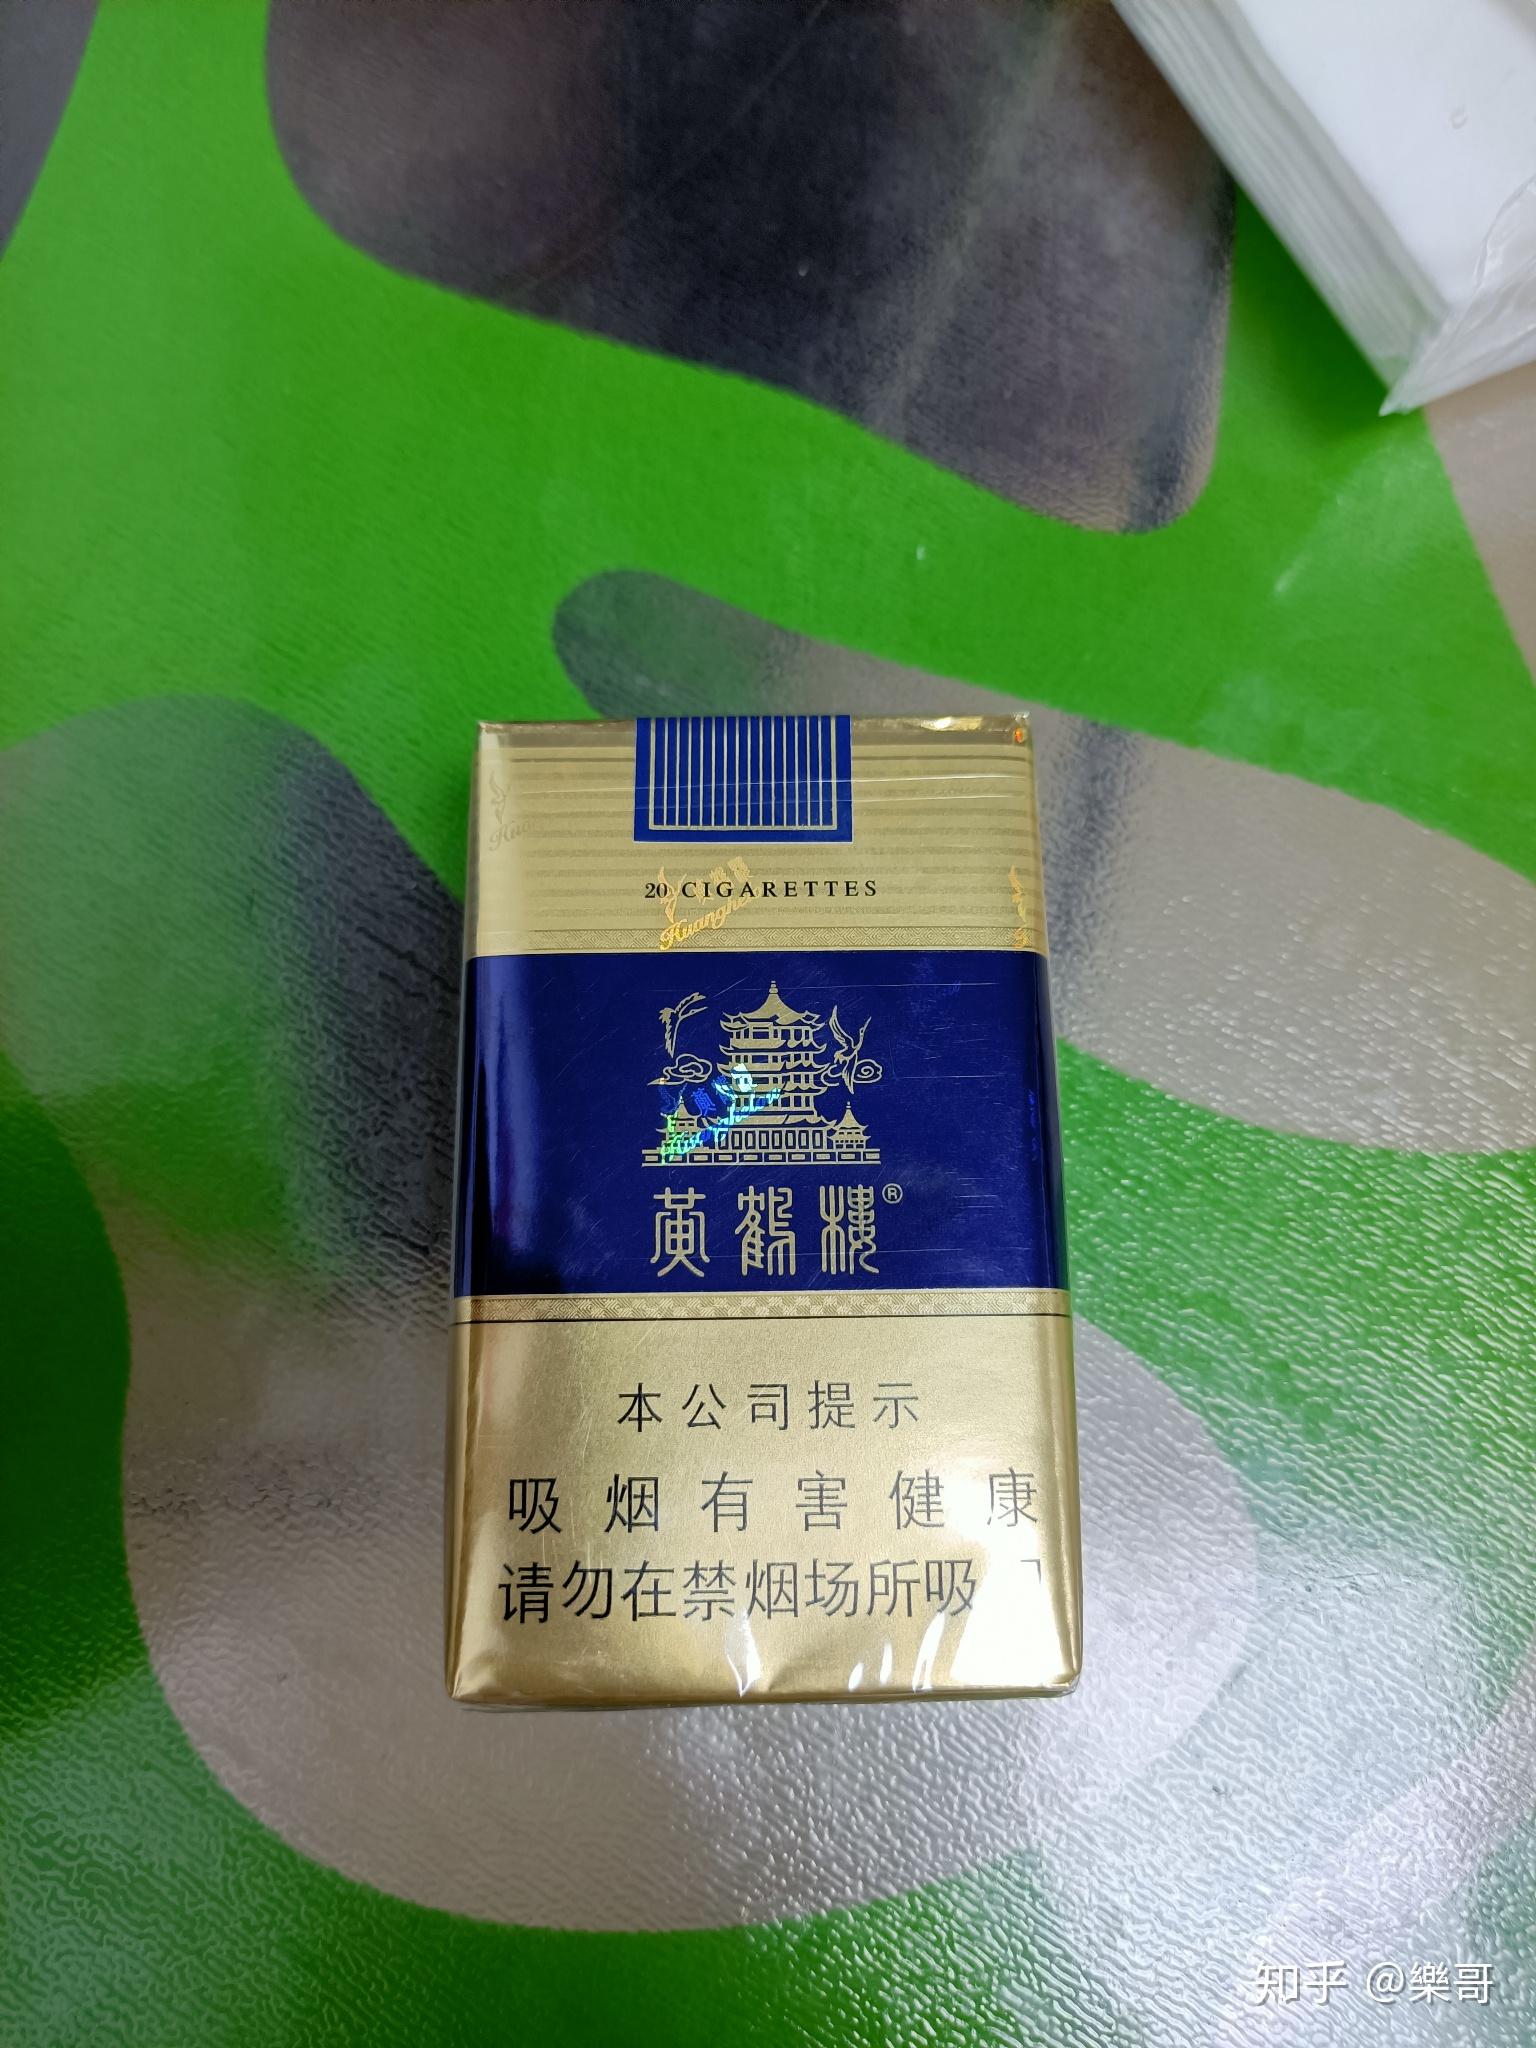 20 CIGARETTES
Huanghe
黄鹤楼®
本公司提示
吸烟有害健康
请勿在禁烟场所吸
知乎 @樂哥